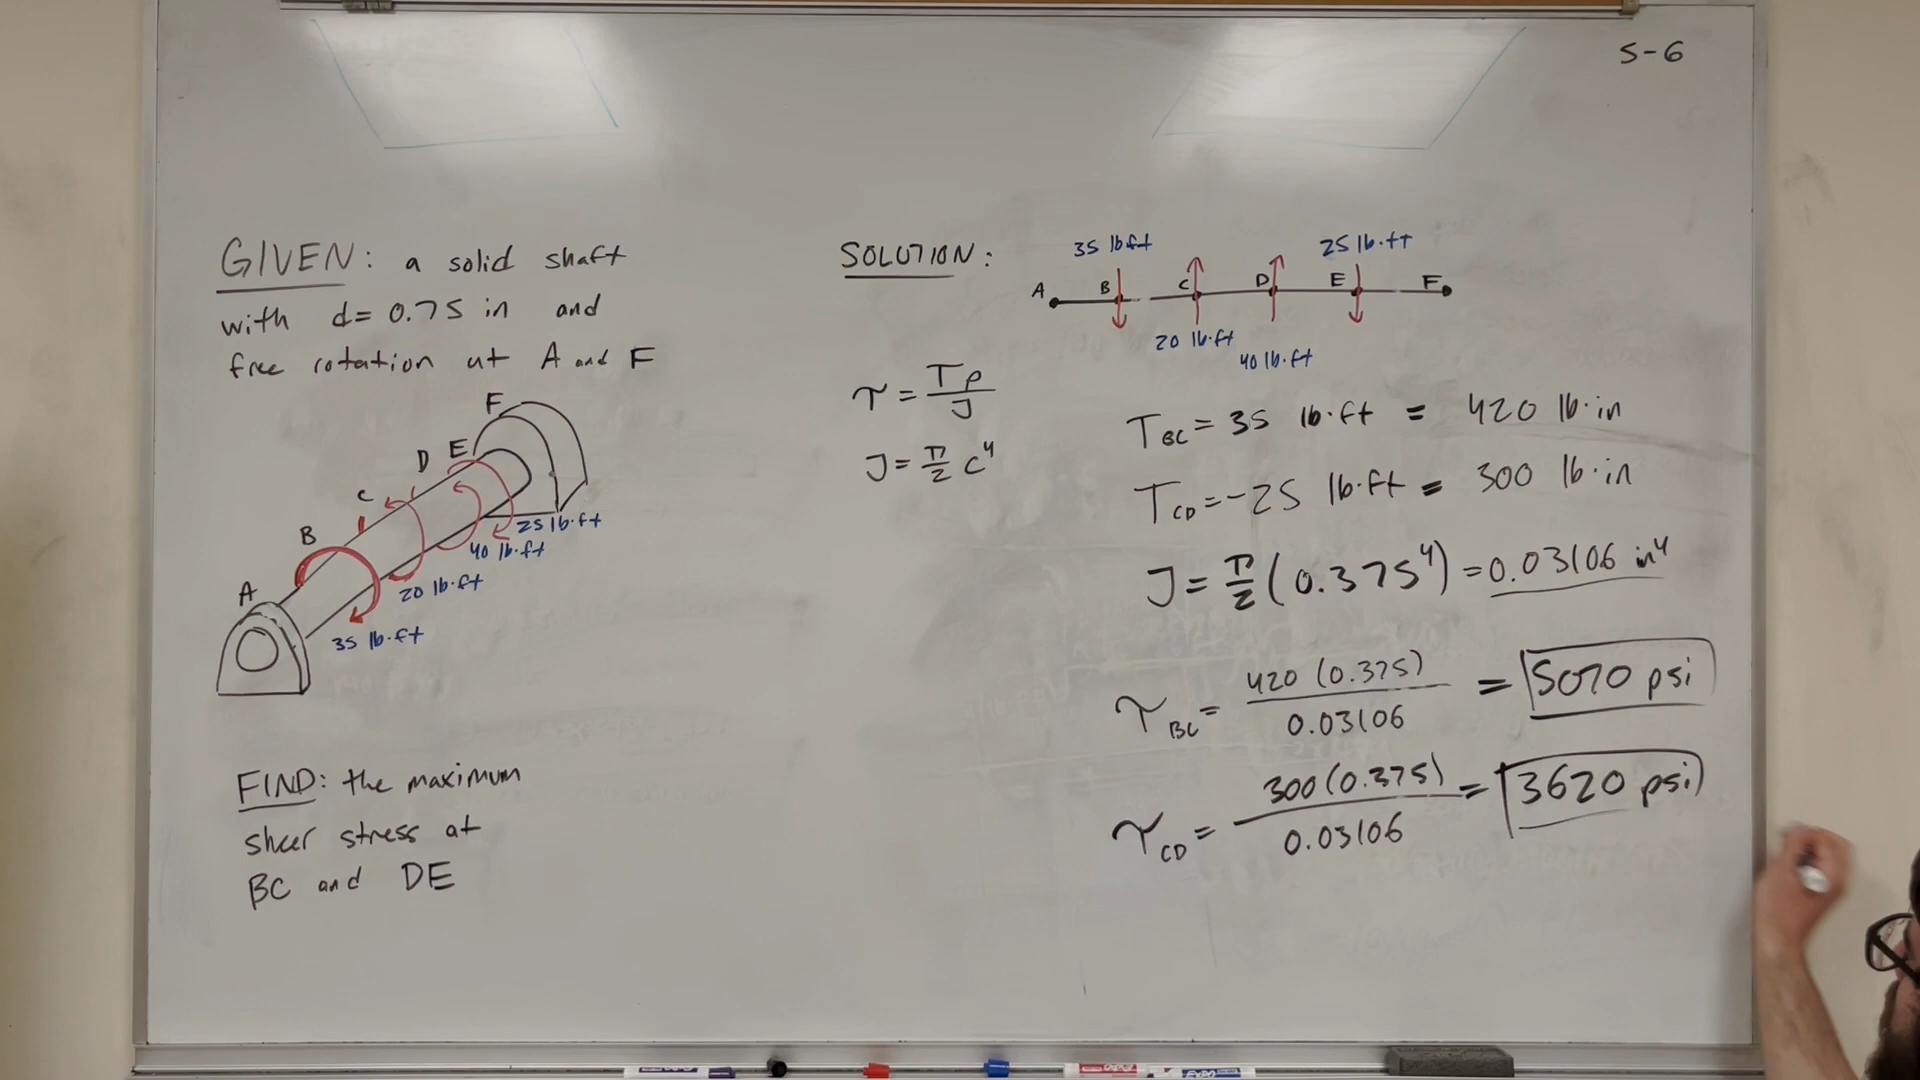 S-6
GIVEN: a solid shaft
with d= 0.75 in and
free rotation at A and F
F
E
D
C
B
A
25 lb·ft
40 lb·ft
20 lb·ft
35 lb·ft
FIND: the maximum
shear stress at
BC and DE
SOLUTION:
35 lb·ft 25 lb·ft
A B C D E F
20 lb·ft
40 lb·ft
τ = Tρ/J
J = π/2 c⁴
T_BC = 35 lb·ft = 420 lb·in
T_CD = -25 lb·ft = 300 lb·in
J = π/2 (0.375⁴) = 0.03106 in⁴
τ_BC = 420 (0.375) / 0.03106 = 5070 psi
τ_CD = 300 (0.375) / 0.03106 = 3620 psi
EXPO